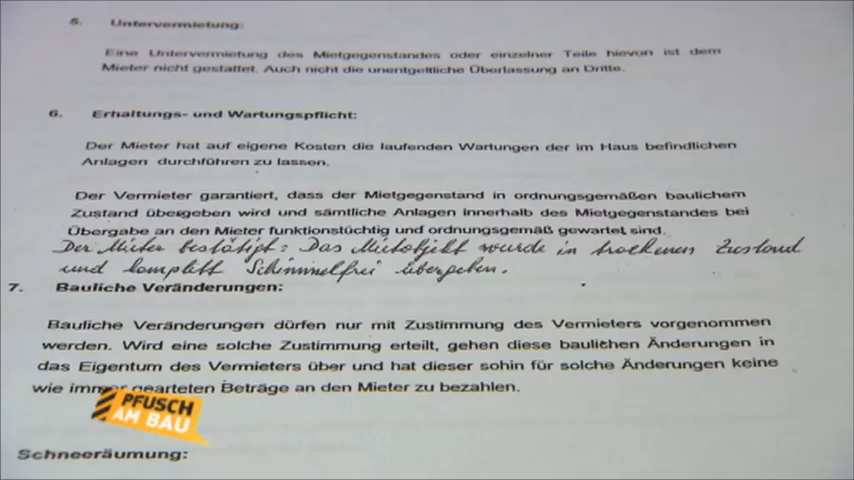 5. Untervermietung:
Eine Untervermietung des Mietgegenstandes oder einzelner Teile hievon ist dem
Mieter nicht gestattet. Auch nicht die unentgeltliche Überlassung an Dritte.
6. Erhaltungs- und Wartungspflicht:
Der Mieter hat auf eigene Kosten die laufenden Wartungen der im Haus befindlichen
Anlagen durchführen zu lassen.
Der Vermieter garantiert, dass der Mietgegenstand in ordnungsgemäßen baulichem
Zustand übergeben wird und sämtliche Anlagen innerhalb des Mietgegenstandes bei
Übergabe an den Mieter funktionstüchtig und ordnungsgemäß gewartet sind.
Der Mieter bestätigt: Das Mietobjekt wurde in trockenen Zustand
und komplett Schimmelfrei übergeben.
7. Bauliche Veränderungen:
Bauliche Veränderungen dürfen nur mit Zustimmung des Vermieters vorgenommen
werden. Wird eine solche Zustimmung erteilt, gehen diese baulichen Änderungen in
das Eigentum des Vermieters über und hat dieser sohin für solche Änderungen keine
wie immer gearteten Beträge an den Mieter zu bezahlen.
PFUSCH
AM BAU
Schneeräumung: